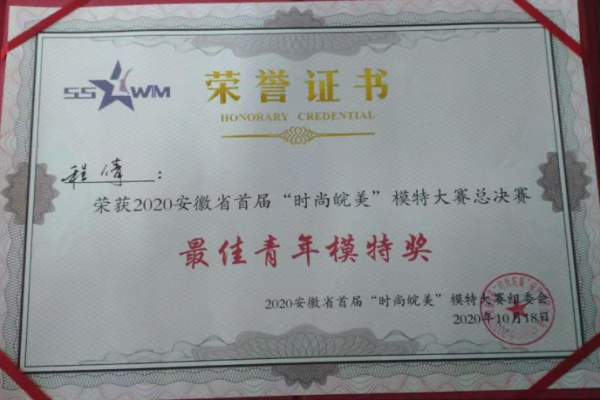 SS WM
荣誉证书
HONORARY CREDENTIAL
程倩：
荣获2020安徽省首届“时尚皖美”模特大赛总决赛
最佳青年模特奖
2020安徽省首届“时尚皖美”模特大赛组委会
2020年10月18日